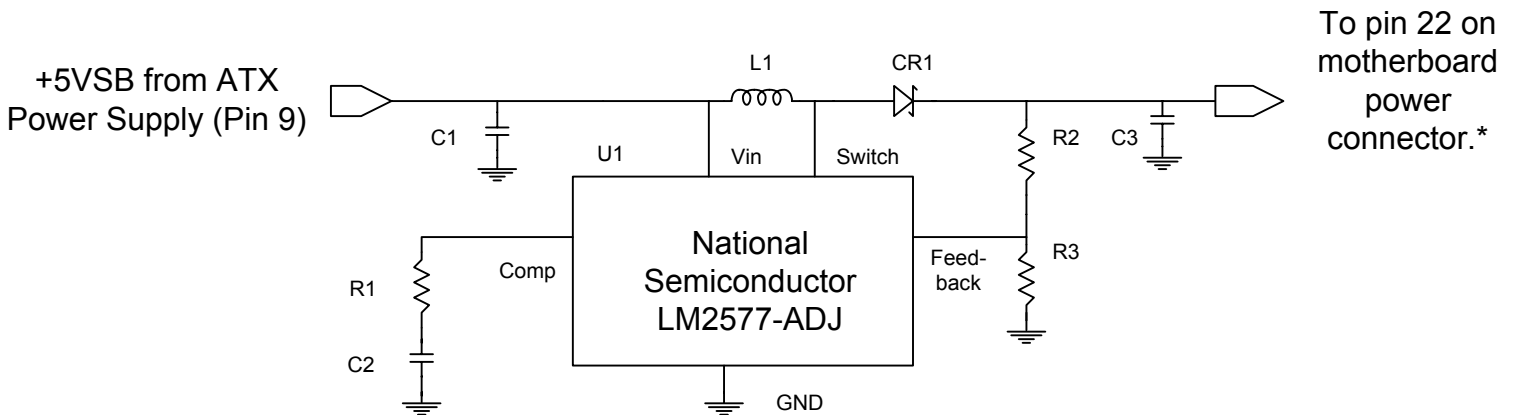 +5VSB from ATX
Power Supply (Pin 9)
L1
CR1
To pin 22 on
motherboard
power
connector.*
C1
U1
Vin
Switch
R2
C3
Comp
National
Semiconductor
LM2577-ADJ
Feed-
back
R3
R1
C2
GND